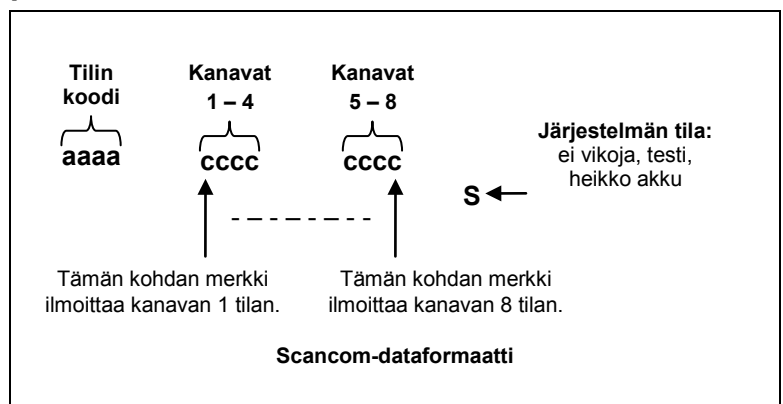 Tilin
koodi
aaaa
Kanavat
1 – 4
cccc
Kanavat
5 – 8
cccc
S
Järjestelmän tila:
ei vikoja, testi,
heikko akku
Tämän kohdan merkki
ilmoittaa kanavan 1 tilan.
Tämän kohdan merkki
ilmoittaa kanavan 8 tilan.
Scancom-dataformaatti